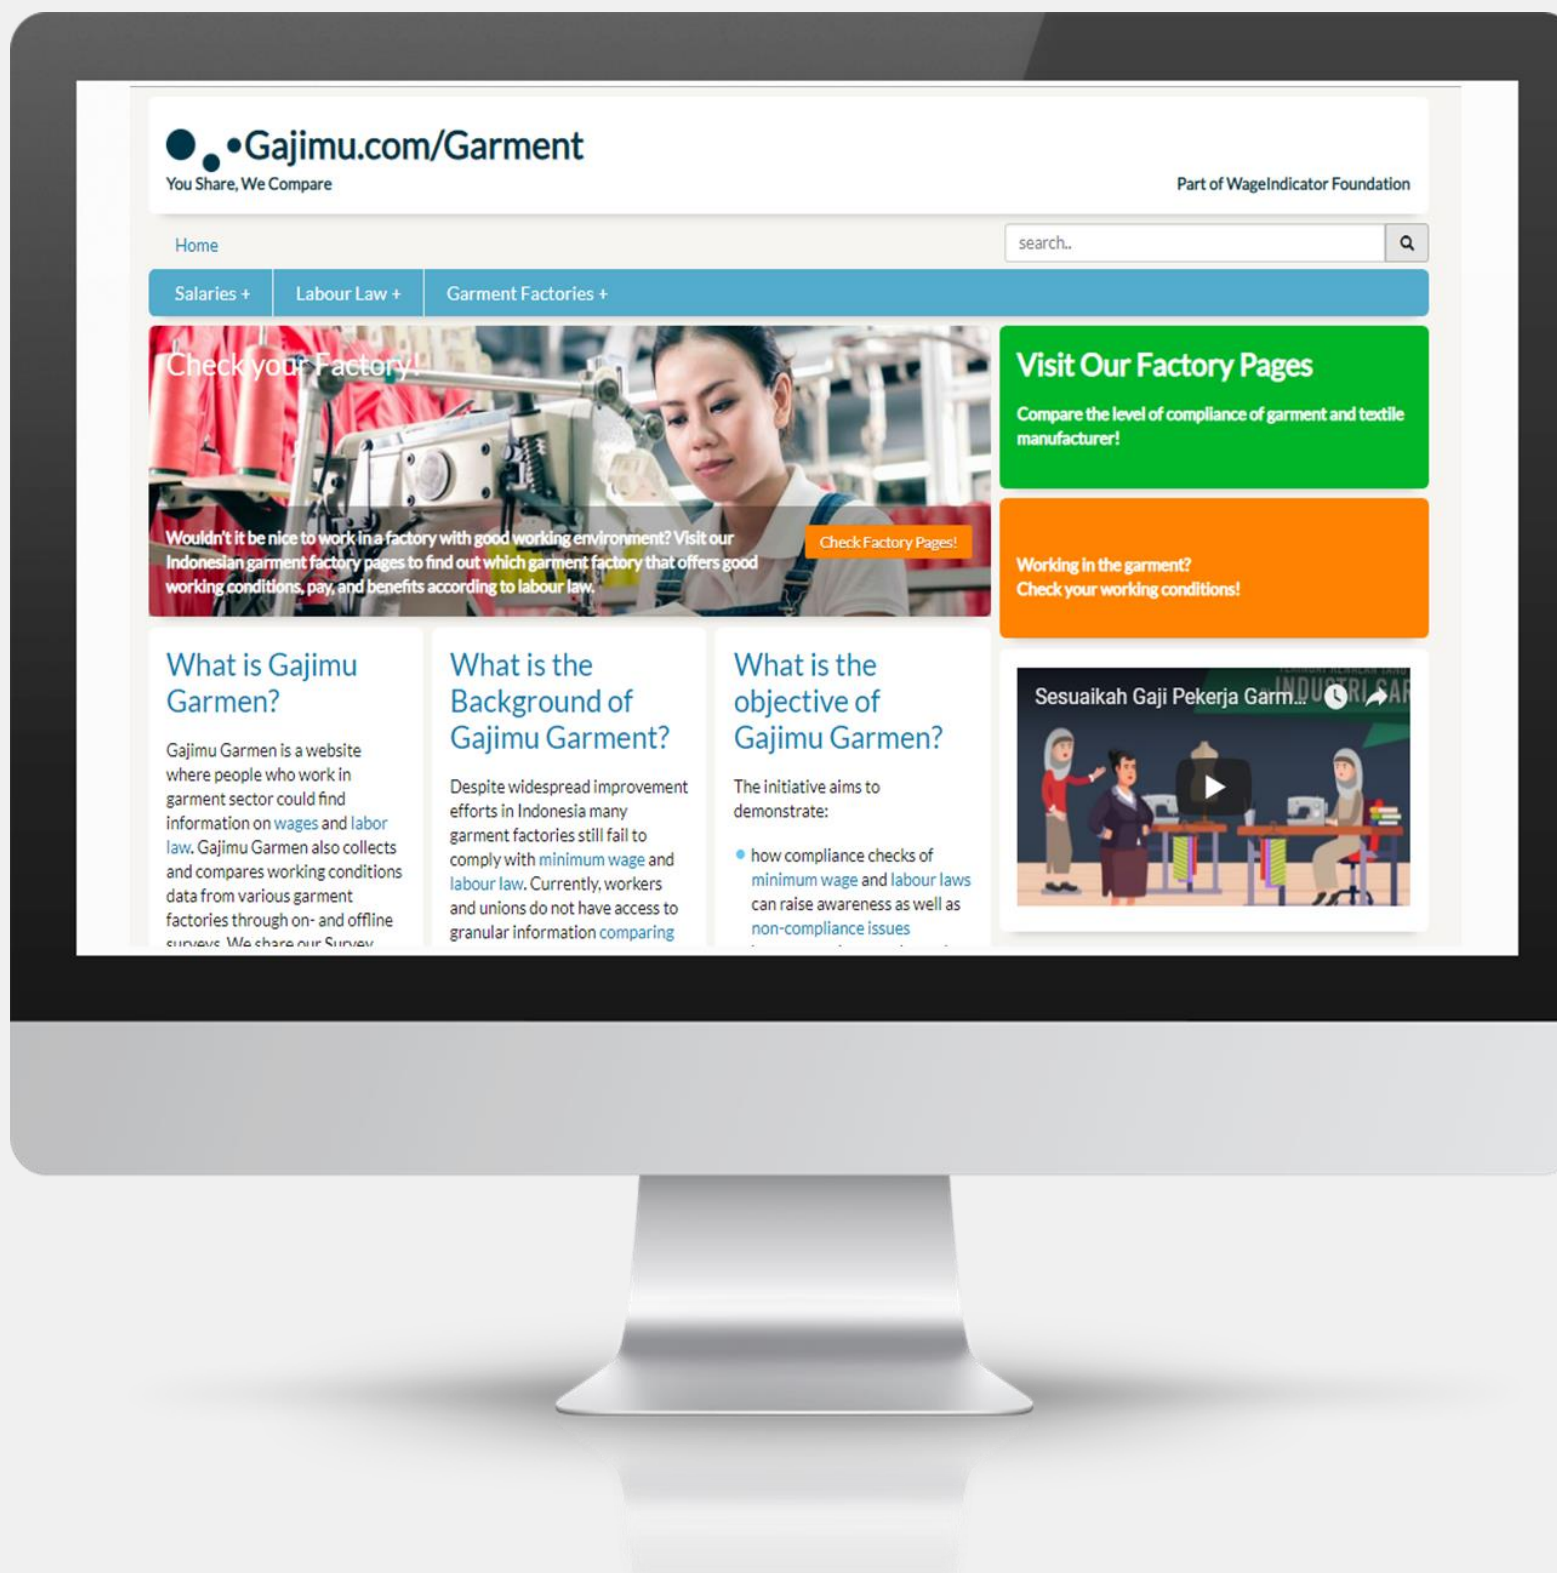 Gajimu.com/Garment
You Share, We Compare
Part of WageIndicator Foundation
Home
search..
Salaries +
Labour Law +
Garment Factories +
Check your Factory!
Wouldn't it be nice to work in a factory with good working environment? Visit our
Indonesian garment factory pages to find out which garment factory that offers good
working conditions, pay, and benefits according to labour law.
Check Factory Pages!
Visit Our Factory Pages
Compare the level of compliance of garment and textile
manufacturer!
Working in the garment?
Check your working conditions!
What is Gajimu
Garmen?
Gajimu Garmen is a website
where people who work in
garment sector could find
information on wages and labor
law. Gajimu Garmen also collects
and compares working conditions
data from various garment
factories through on- and offline
surveys. We share our Survey
What is the
Background of
Gajimu Garment?
Despite widespread improvement
efforts in Indonesia many
garment factories still fail to
comply with minimum wage and
labour law. Currently, workers
and unions do not have access to
granular information comparing
What is the
objective of
Gajimu Garmen?
The initiative aims to
demonstrate:
how compliance checks of
minimum wage and labour laws
can raise awareness as well as
non-compliance issues
INDUSTRI GAR
Sesuaikah Gaji Pekerja Garm...